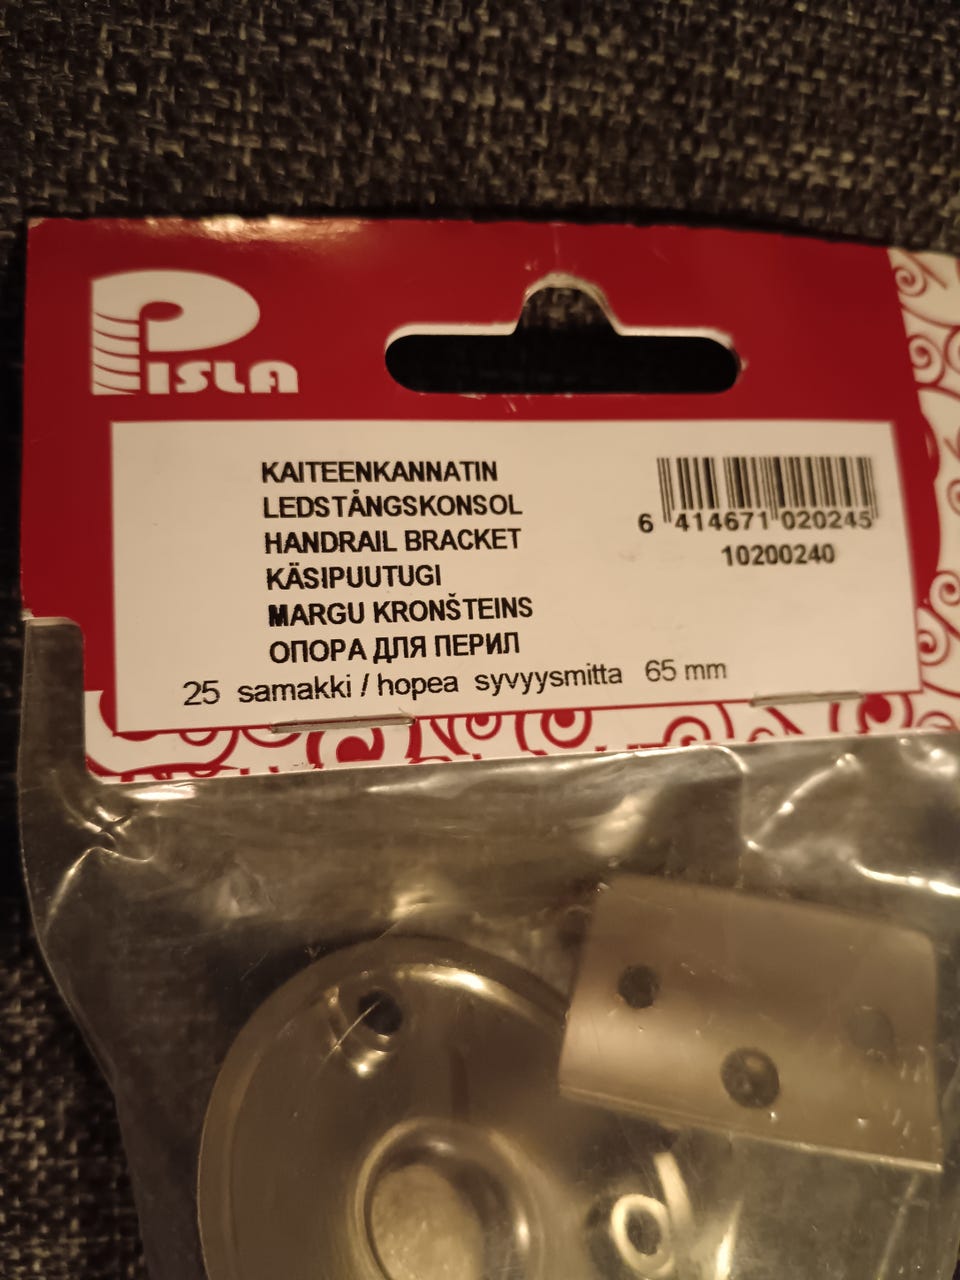 PISLA
KAITEENKANNATIN
LEDSTÅNGSKONSOL
HANDRAIL BRACKET
KÄSIPUUTUGI
MARGU KRONŠTEINS
ОПОРА ДЛЯ ПЕРИЛ
25 samakki / hopea syvyysmitta 65 mm
6 414671 020245
10200240